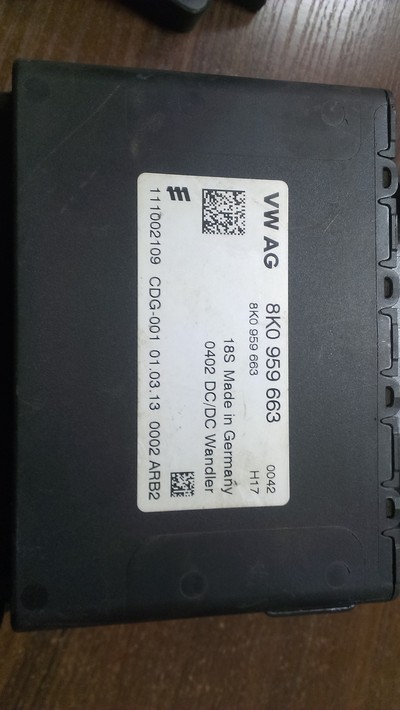 VW AG 8K0 959 663 0042
8K0 959 663 H17
18S Made in Germany
0402 DC/DC Wandler
111002109 CDG-001 01.03.13 0002 ARB2